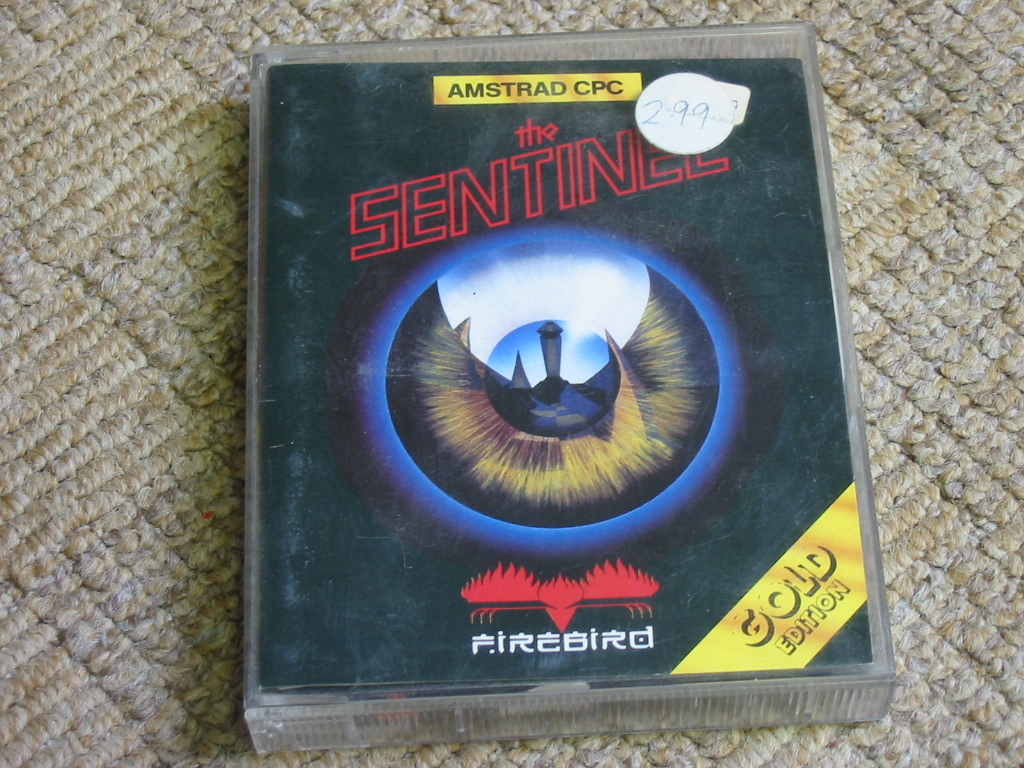 AMSTRAD CPC
2.99
the
SENTINEL
FIREBIRD
GOLD
EDITION